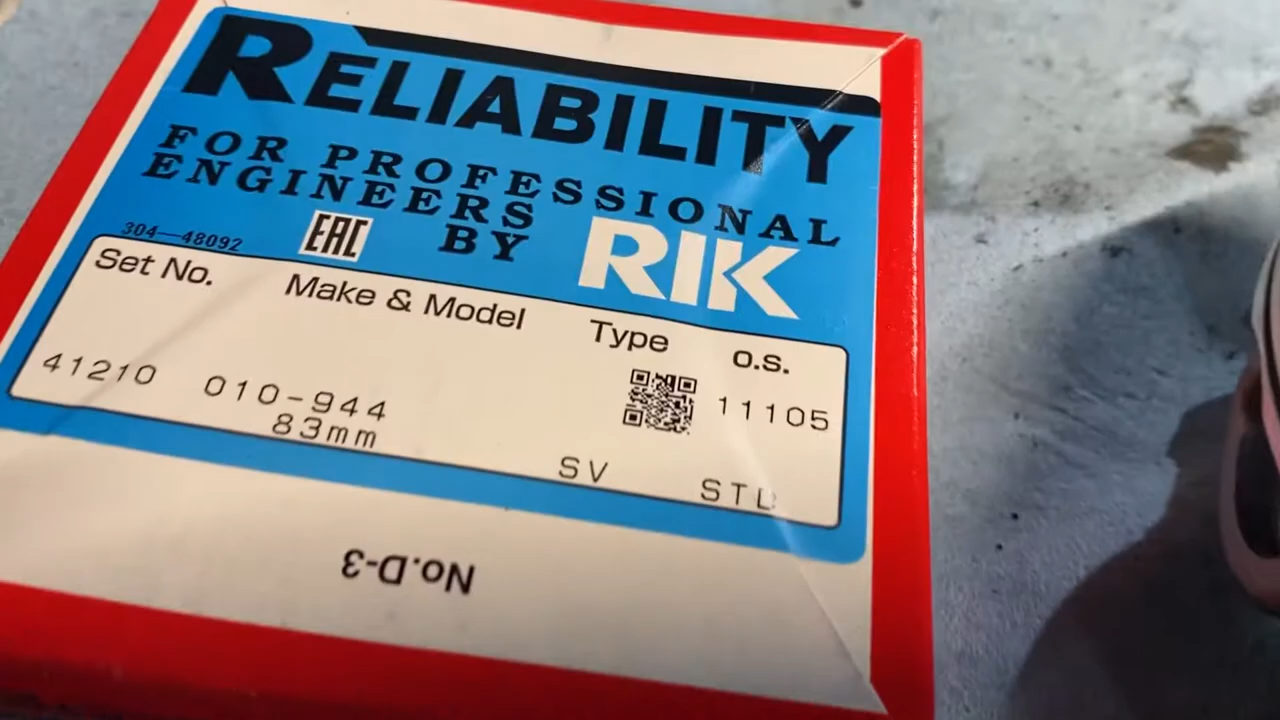 RELIABILITY
FOR PROFESSIONAL
ENGINEERS BY RIK
304—48092
EAC
Set No. Make & Model Type o.s.
41210 010-944 11105
83mm
SV STD
No.D-3